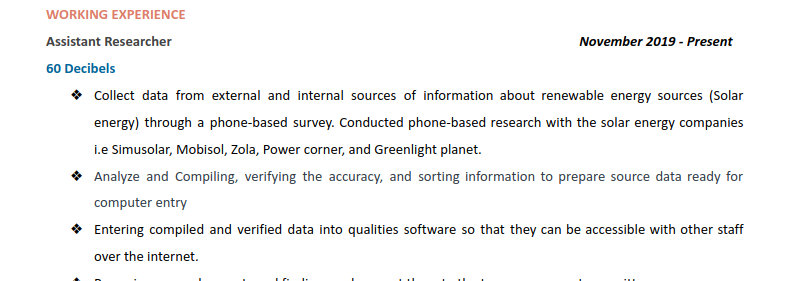 WORKING EXPERIENCE
Assistant Researcher November 2019 - Present
60 Decibels
❖ Collect data from external and internal sources of information about renewable energy sources (Solar
energy) through a phone-based survey. Conducted phone-based research with the solar energy companies
i.e Simusolar, Mobisol, Zola, Power corner, and Greenlight planet.
❖ Analyze and Compiling, verifying the accuracy, and sorting information to prepare source data ready for
computer entry
❖ Entering compiled and verified data into qualities software so that they can be accessible with other staff
over the internet.